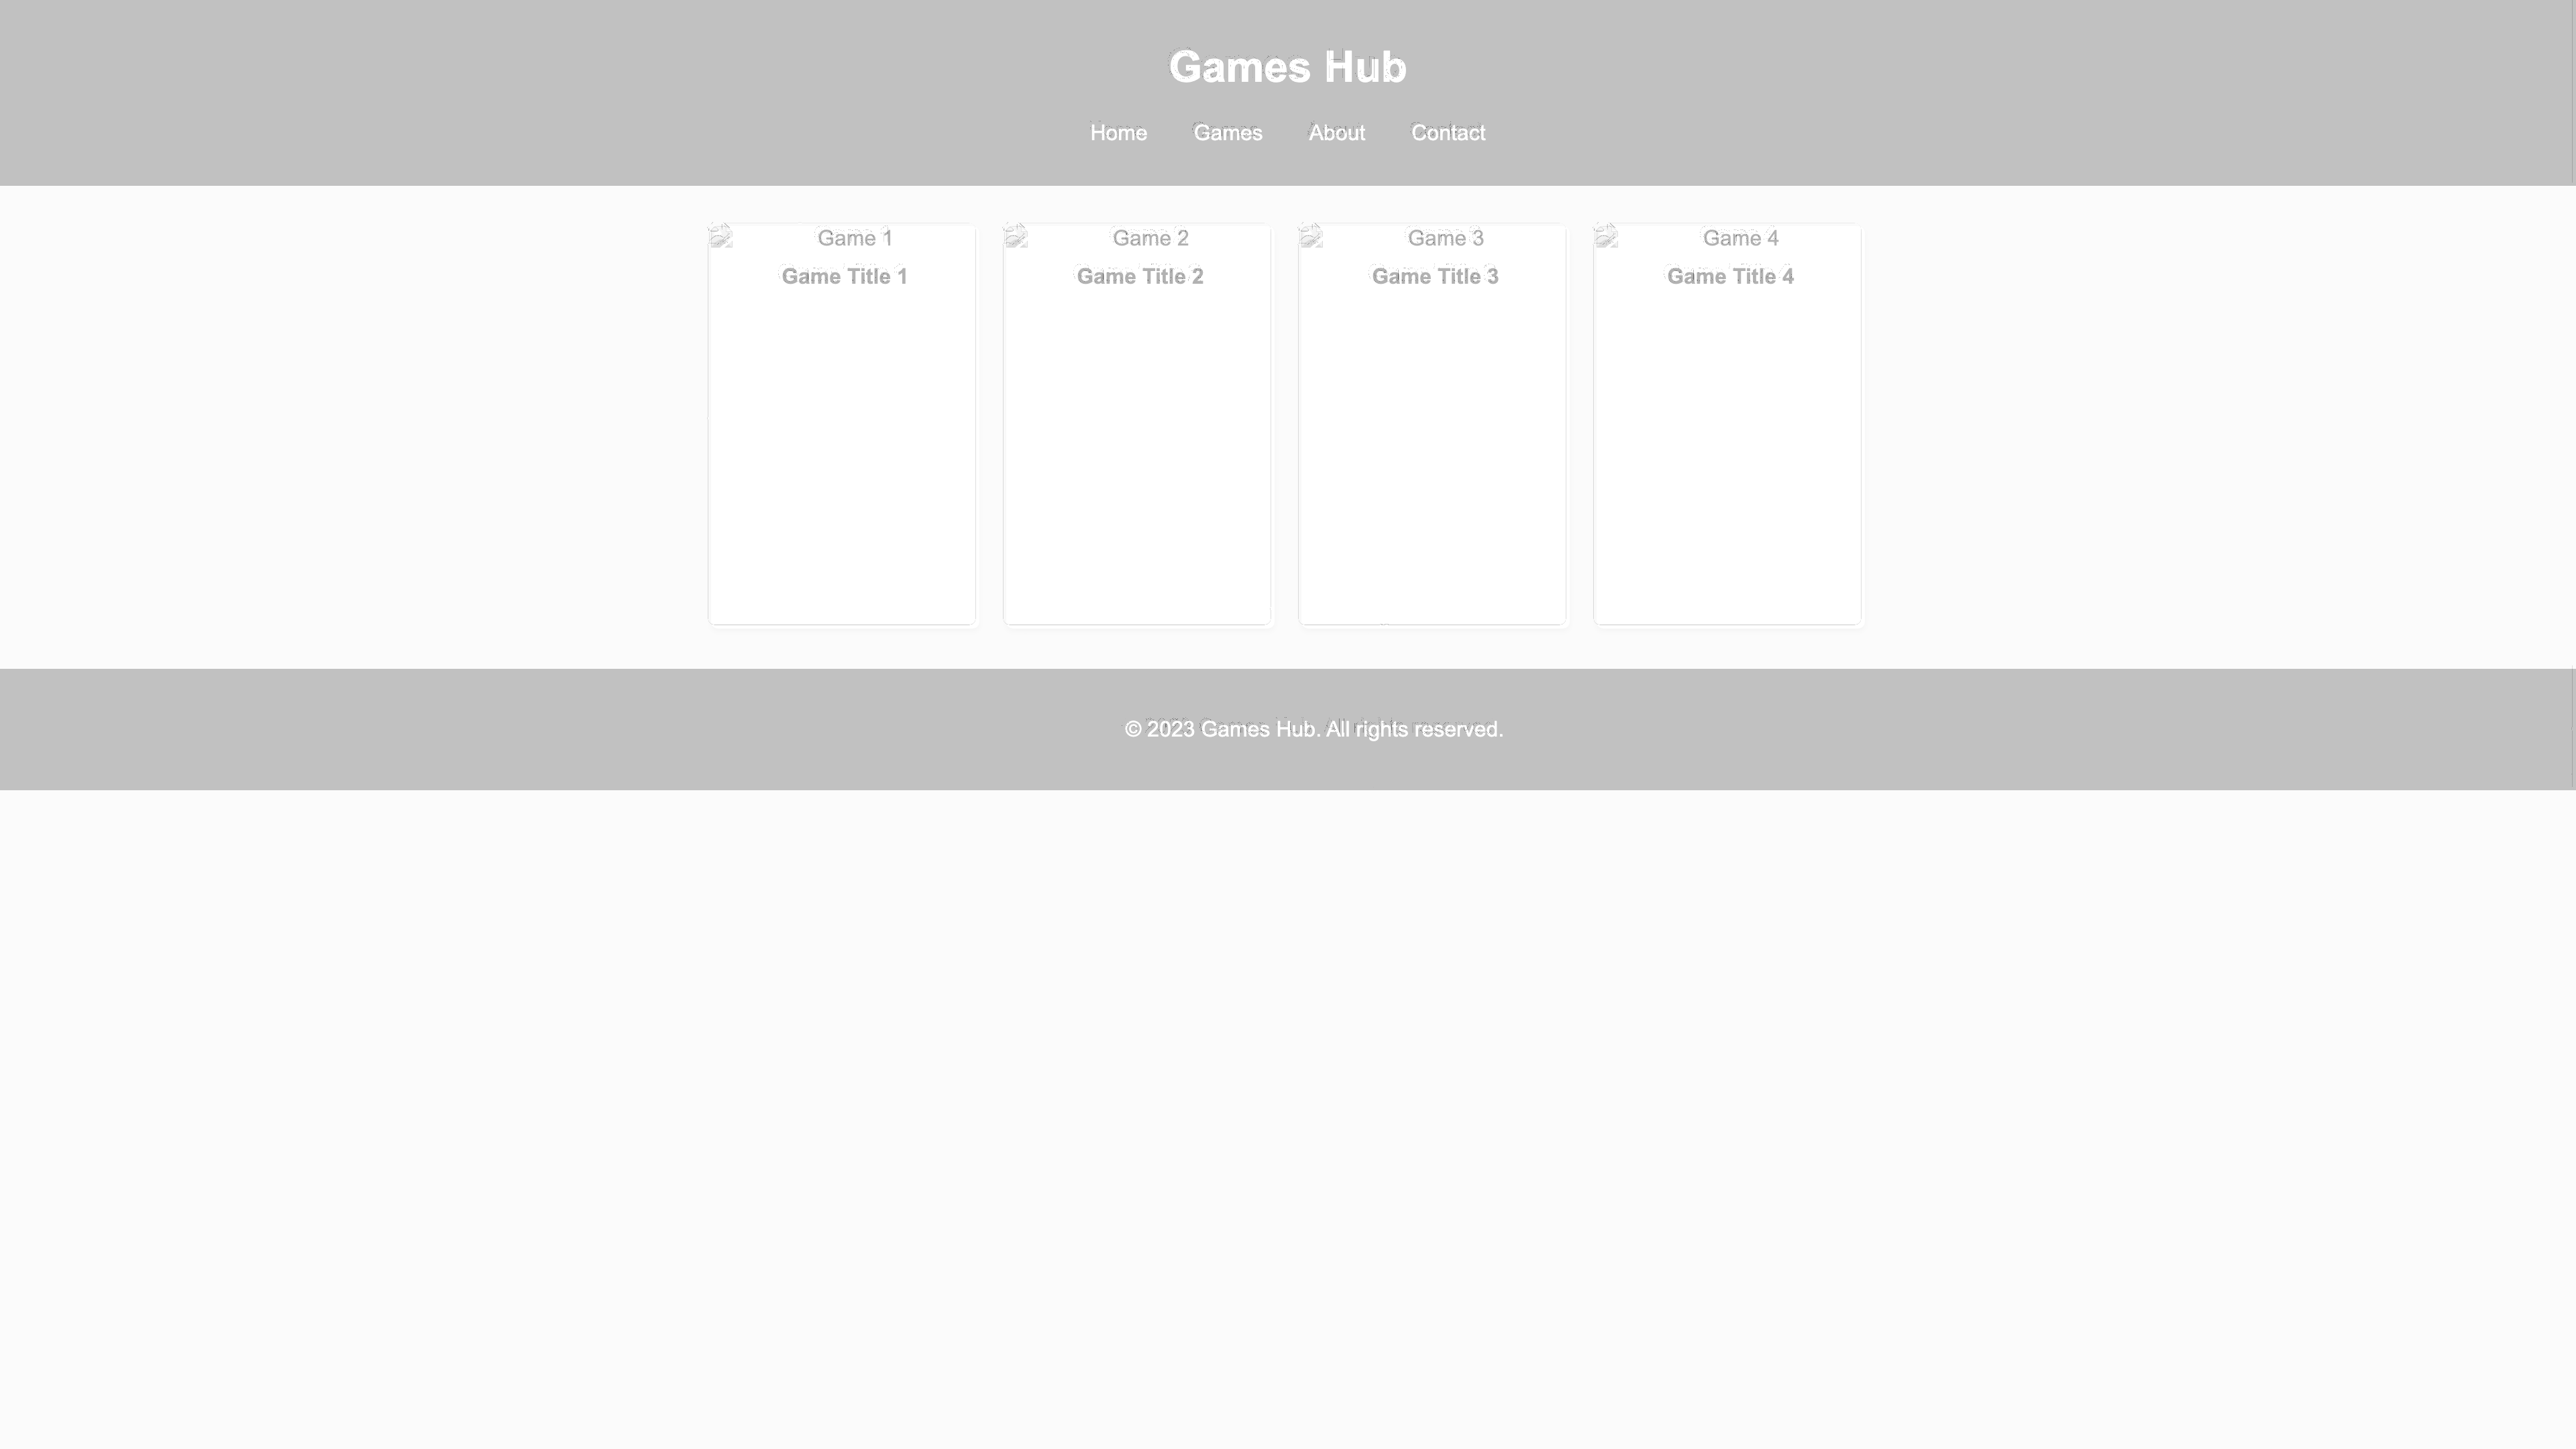 Games Hub
Home Games About Contact
Game 1 Game 2 Game 3 Game 4
Game Title 1 Game Title 2 Game Title 3 Game Title 4
© 2023 Games Hub. All rights reserved.